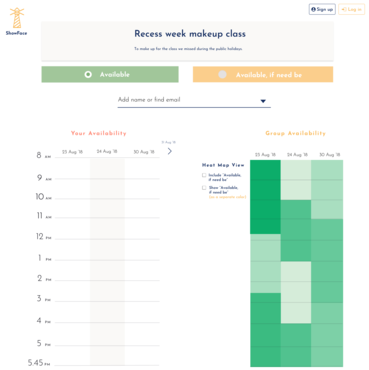 Sign up
Log in
ShowFace
Recess week makeup class
To make up for the class we missed during the public holidays.
Available
Available, if need be
Add name or find email
Your Availability
Group Availability
23 Aug '18
24 Aug '18
30 Aug '18
23 Aug '18
24 Aug '18
30 Aug '18
8 AM
9 AM
10 AM
11 AM
12 PM
1 PM
2 PM
3 PM
4 PM
5 PM
5.45 PM
Heat Map View
Include 'Available,
if need be'
Show 'Available,
if need be'